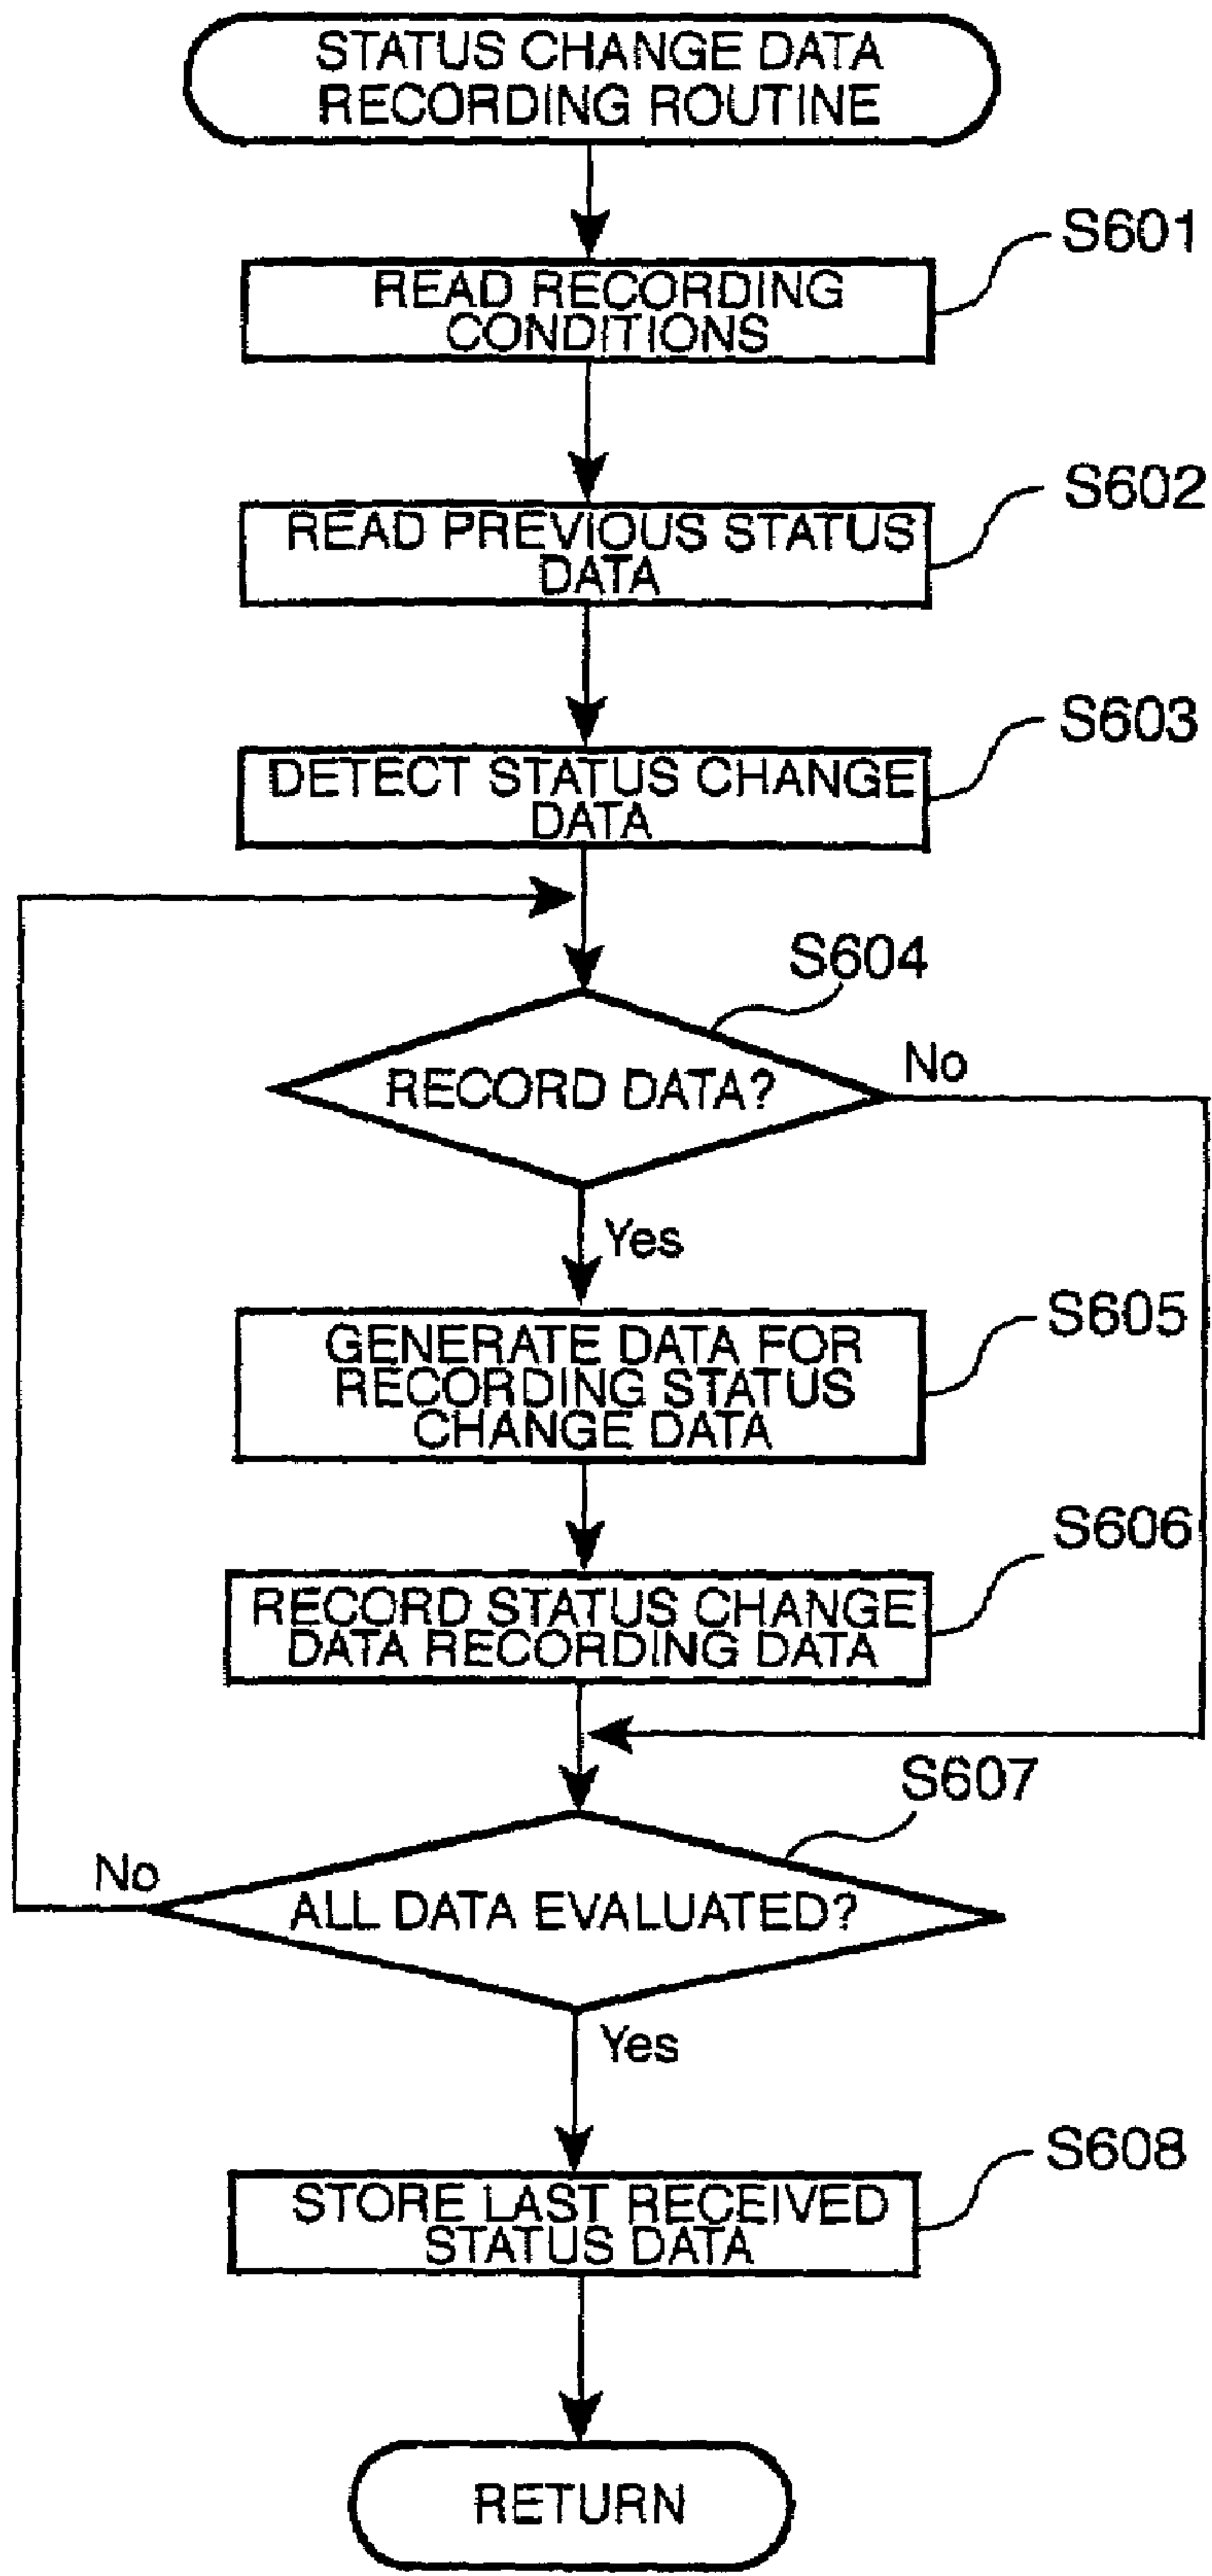 STATUS CHANGE DATA
RECORDING ROUTINE
S601
READ RECORDING
CONDITIONS
S602
READ PREVIOUS STATUS
DATA
S603
DETECT STATUS CHANGE
DATA
S604
RECORD DATA?
No
Yes
S605
GENERATE DATA FOR
RECORDING STATUS
CHANGE DATA
S606
RECORD STATUS CHANGE
DATA RECORDING DATA
S607
No
ALL DATA EVALUATED?
Yes
S608
STORE LAST RECEIVED
STATUS DATA
RETURN